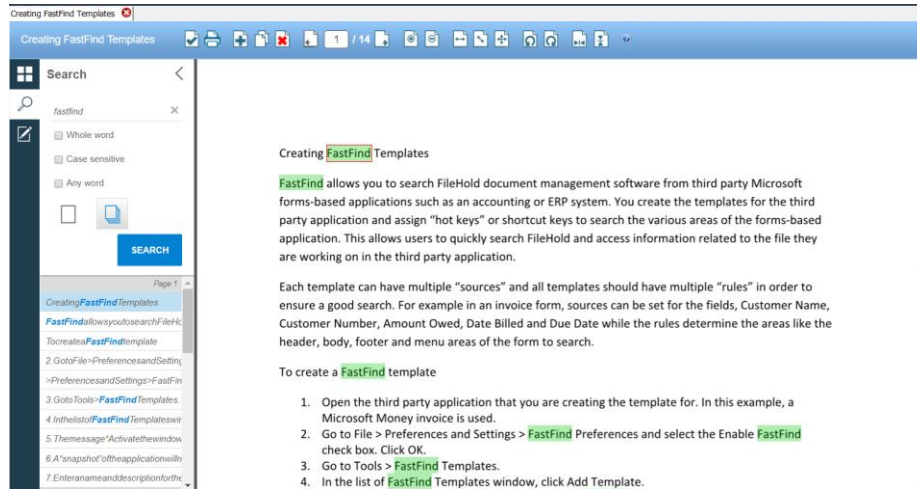 Creating FastFind Templates
Creating FastFind Templates
1 / 14
Search
fastfind
Whole word
Case sensitive
Any word
SEARCH
Page 1
CreatingFastFindTemplates
FastFindallowsyoutosearchFileHo
TocreateaFastFindtemplate
2.GotoFile>PreferencesandSetting
>PreferencesandSettings>FastFin
3.GotoTools>FastFindTemplates.
4.InthelistofFastFindTemplateswir
5.Themessage"Activatethewindow
6.A"snapshot"oftheapplicationwilln
7.Enteranameanddescriptionforthe
Creating FastFind Templates
FastFind allows you to search FileHold document management software from third party Microsoft
forms-based applications such as an accounting or ERP system. You create the templates for the third
party application and assign "hot keys" or shortcut keys to search the various areas of the forms-based
application. This allows users to quickly search FileHold and access information related to the file they
are working on in the third party application.
Each template can have multiple "sources" and all templates should have multiple "rules" in order to
ensure a good search. For example in an invoice form, sources can be set for the fields, Customer Name,
Customer Number, Amount Owed, Date Billed and Due Date while the rules determine the areas like the
header, body, footer and menu areas of the form to search.
To create a FastFind template
1. Open the third party application that you are creating the template for. In this example, a
Microsoft Money invoice is used.
2. Go to File > Preferences and Settings > FastFind Preferences and select the Enable FastFind
check box. Click OK.
3. Go to Tools > FastFind Templates.
4. In the list of FastFind Templates window, click Add Template.